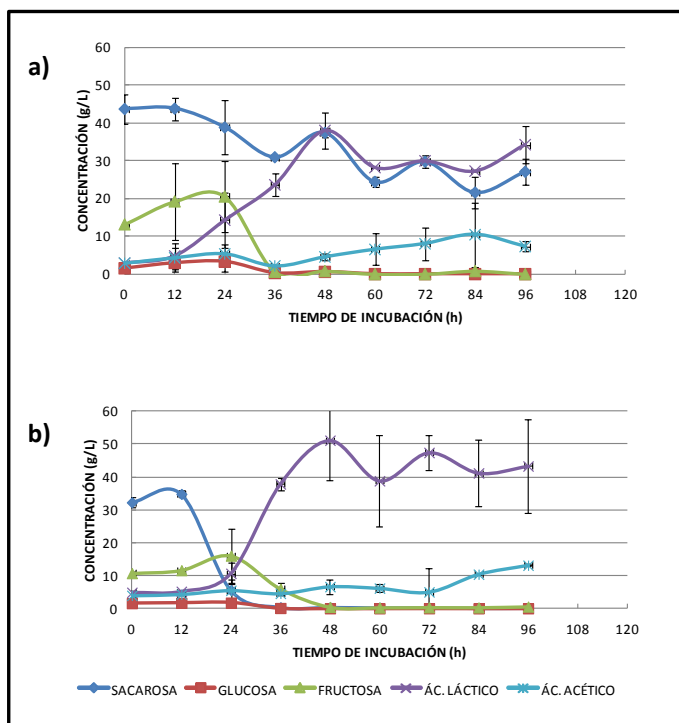 a)
CONCENTRACIÓN (g/L)
60
50
40
30
20
10
0
0 12 24 36 48 60 72 84 96 108 120
TIEMPO DE INCUBACIÓN (h)
b)
CONCENTRACIÓN (g/L)
60
50
40
30
20
10
0
0 12 24 36 48 60 72 84 96 108 120
TIEMPO DE INCUBACIÓN (h)
SACAROSA GLUCOSA FRUCTOSA ÁC. LÁCTICO ÁC. ACÉTICO